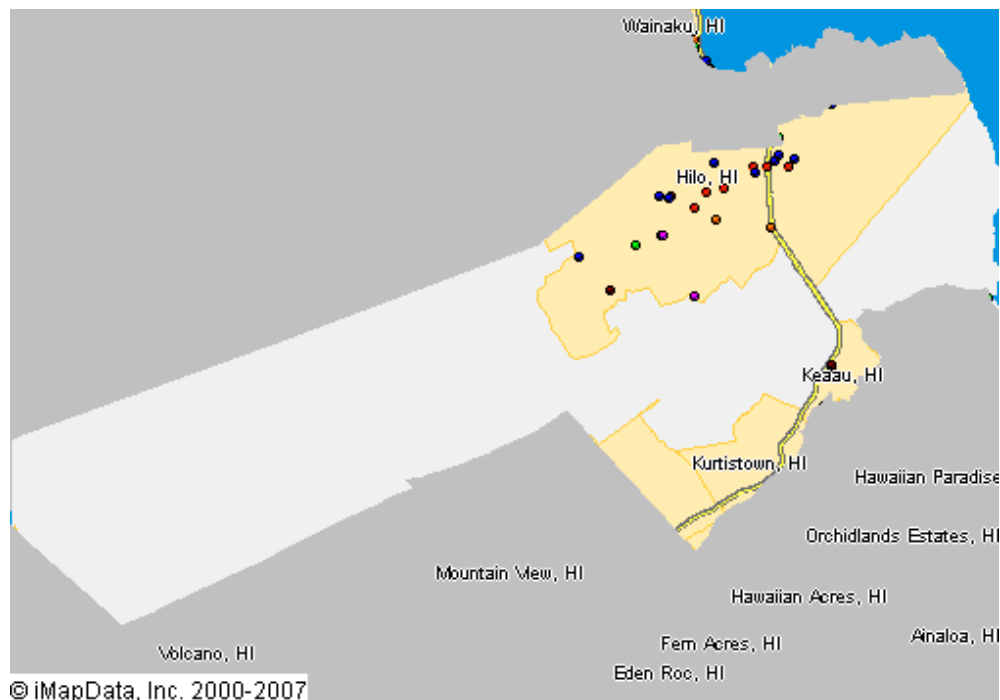 Wainaku, HI
Hilo, HI
Keaau, HI
Kurtistown, HI
Hawaiian Paradise
Orchidlands Estates, HI
Mountain View, HI
Hawaiian Acres, HI
Ainaloa, HI
Fern Acres, HI
Volcano, HI
Eden Roc, HI
© iMapData, Inc. 2000-2007